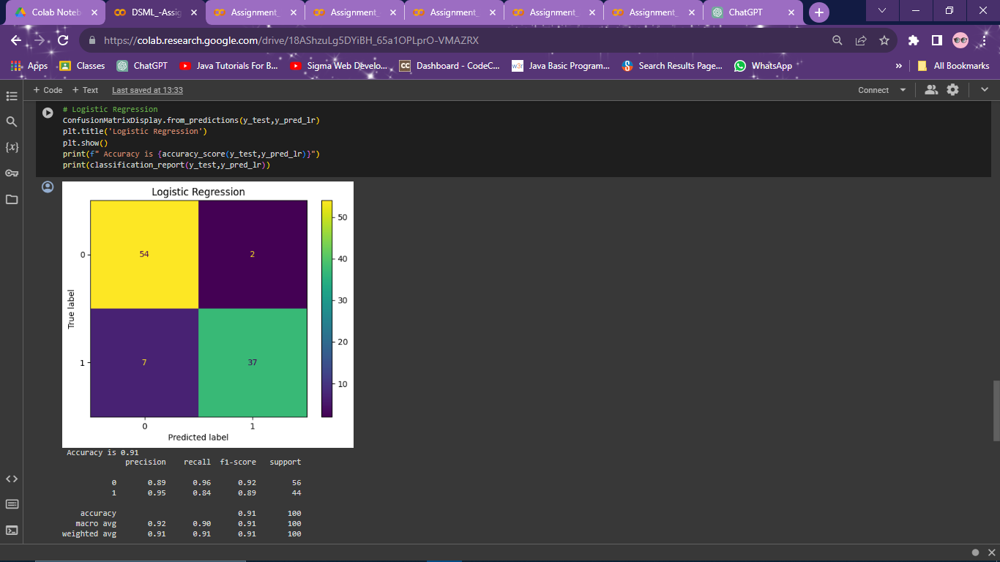 Colab Noteb
DSML_-Assig
Assignment_
Assignment_
Assignment_
Assignment_
Assignment_
ChatGPT
https://colab.research.google.com/drive/18AShzuLg5DYiBH_65a1OPLprO-VMAZRX
Apps
Classes
ChatGPT
Java Tutorials For B...
Sigma Web Develo...
CC Dashboard - CodeC...
w3r Java Basic Program...
Search Results Page...
WhatsApp
»
All Bookmarks
+ Code + Text Last saved at 13:33
Connect
# Logistic Regression
ConfusionMatrixDisplay.from_predictions(y_test,y_pred_lr)
plt.title('Logistic Regression')
plt.show()
print(f" Accuracy is {accuracy_score(y_test,y_pred_lr)}")
print(classification_report(y_test,y_pred_lr))
{x}
Logistic Regression
50
0 54 2
40
30
True label
20
1 7 37
10
0 1
Predicted label
Accuracy is 0.91
precision recall f1-score support
0 0.89 0.96 0.92 56
1 0.95 0.84 0.89 44
accuracy 0.91 100
macro avg 0.92 0.90 0.91 100
weighted avg 0.91 0.91 0.91 100